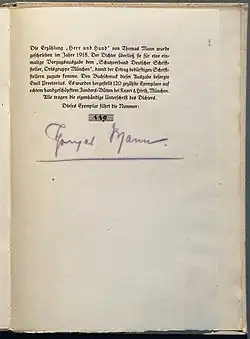 Die Erzählung „Herr und Hund“ von Thomas Mann wurde
geschrieben im Jahre 1918. Der Dichter überließ sie für eine ein-
malige Vorzugsausgabe dem „Schutzverband Deutscher Schrift-
steller, Ortsgruppe München“, damit der Ertrag bedürftigen Schrift-
stellern zugute komme. Den Buchschmuck dieser Ausgabe besorgte
Emil Preetorius. Es wurden hergestellt 120 gezählte Exemplare auf
echtem handgeschöpftem Zanders-Bütten bei Knorr & Hirth, München.
Alle tragen die eigenhändige Unterschrift des Dichters.
Dieses Exemplar führt die Nummer:
119
Thomas Mann.